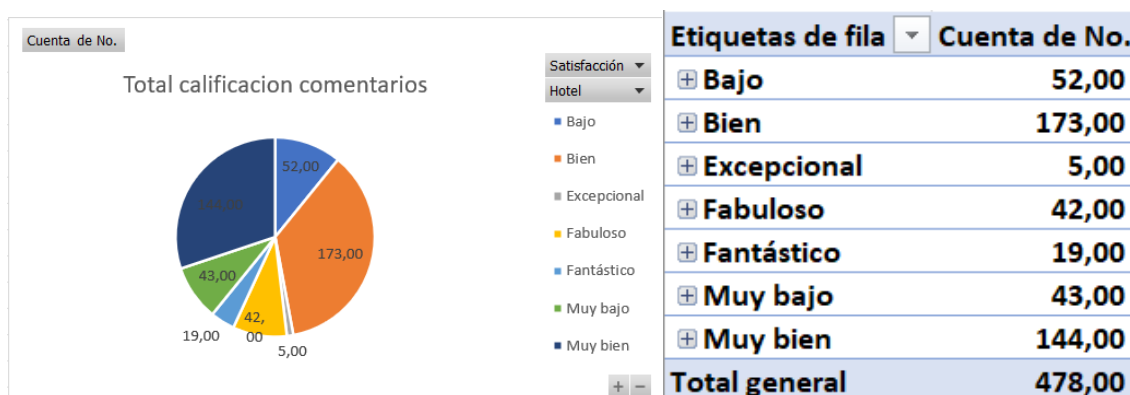 Cuenta de No.
Total calificacion comentarios
Satisfacción
Hotel
Bajo
Bien
Excepcional
Fabuloso
Fantástico
Muy bajo
Muy bien
52,00
173,00
5,00
42,
00
19,00
43,00
144,00
Etiquetas de fila Cuenta de No.
Bajo 52,00
Bien 173,00
Excepcional 5,00
Fabuloso 42,00
Fantástico 19,00
Muy bajo 43,00
Muy bien 144,00
Total general 478,00